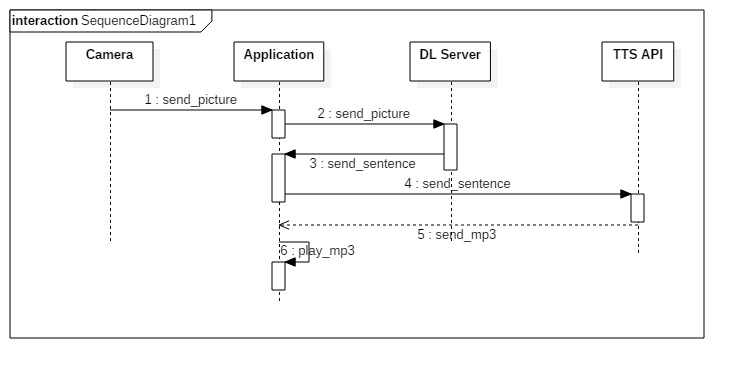 interaction SequenceDiagram1
Camera
Application
DL Server
TTS API
1 : send_picture
2 : send_picture
3 : send_sentence
4 : send_sentence
5 : send_mp3
6 : play_mp3